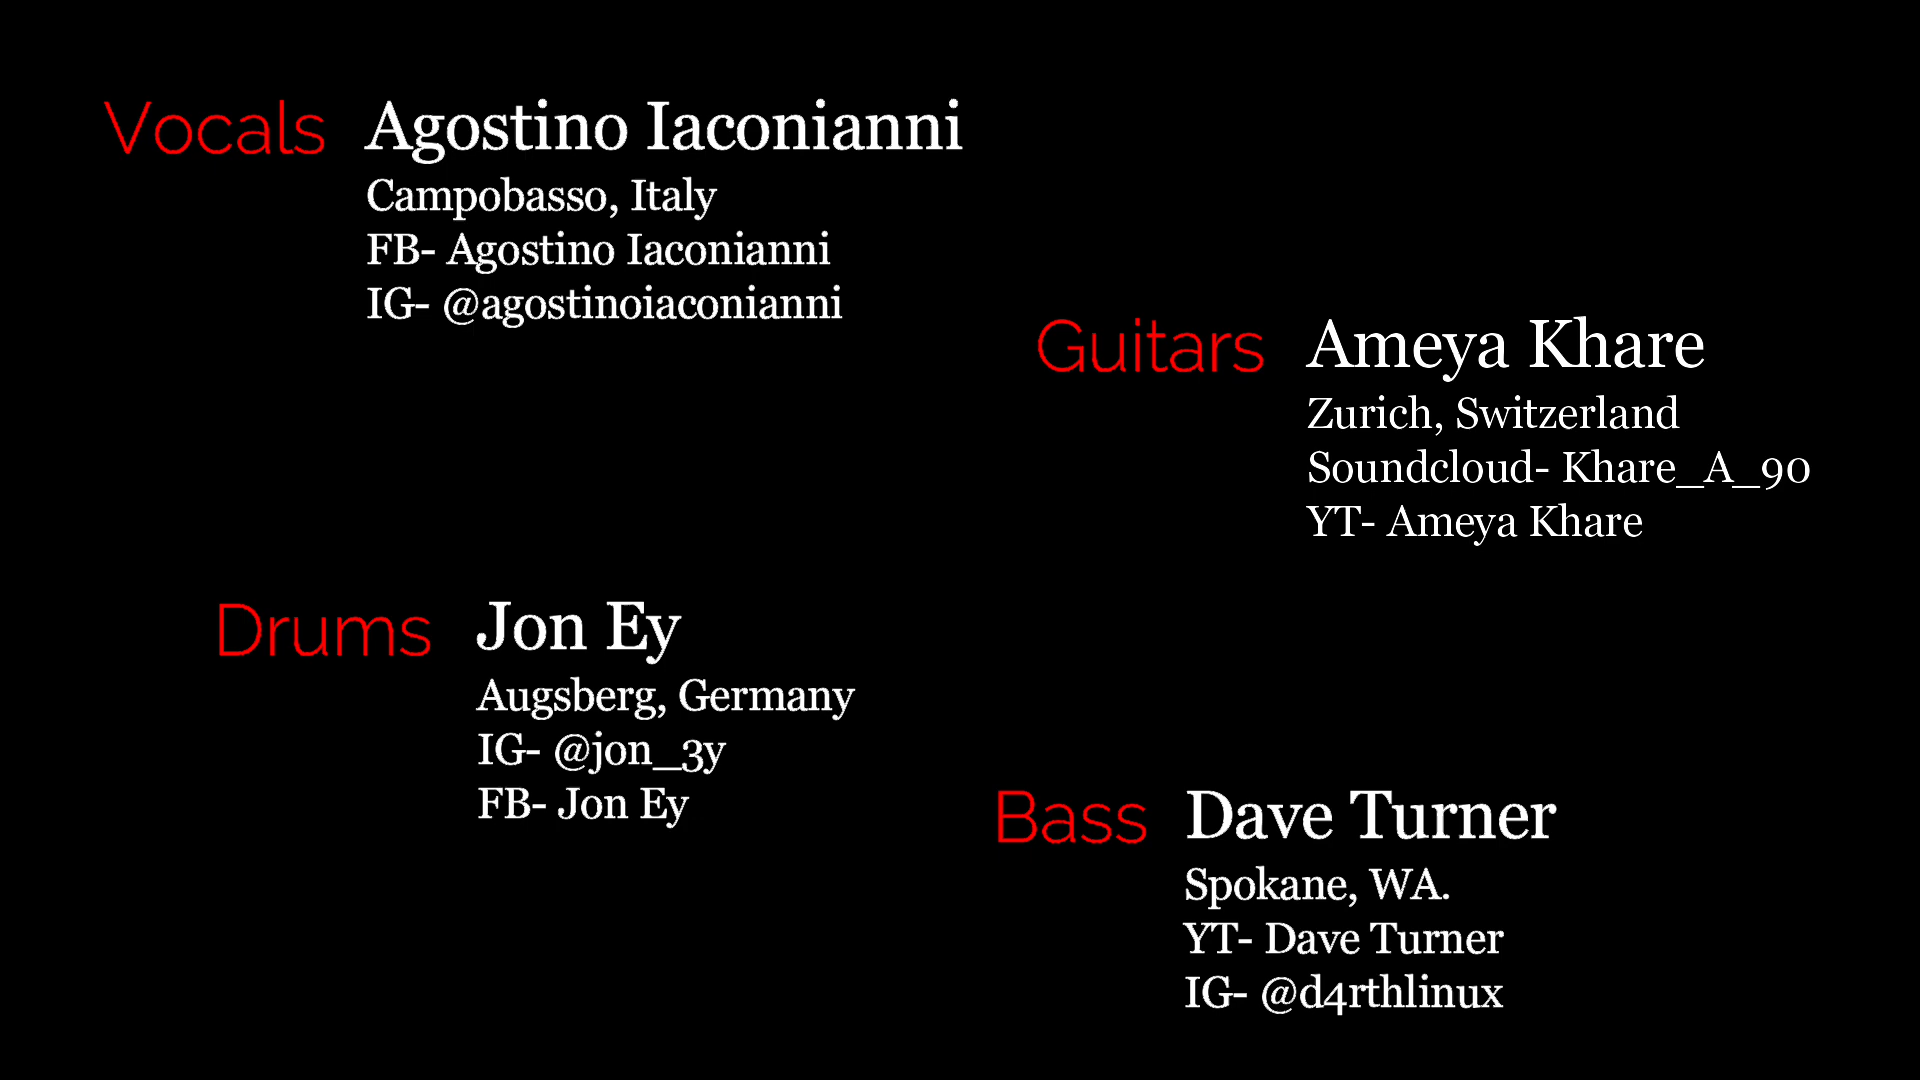 Vocals Agostino Iaconianni
Campobasso, Italy
FB- Agostino Iaconianni
IG- @agostinoiaconianni
Guitars Ameya Khare
Zurich, Switzerland
Soundcloud- Khare_A_90
YT- Ameya Khare
Drums Jon Ey
Augsberg, Germany
IG- @jon_3y
FB- Jon Ey
Bass Dave Turner
Spokane, WA.
YT- Dave Turner
IG- @d4rthlinux